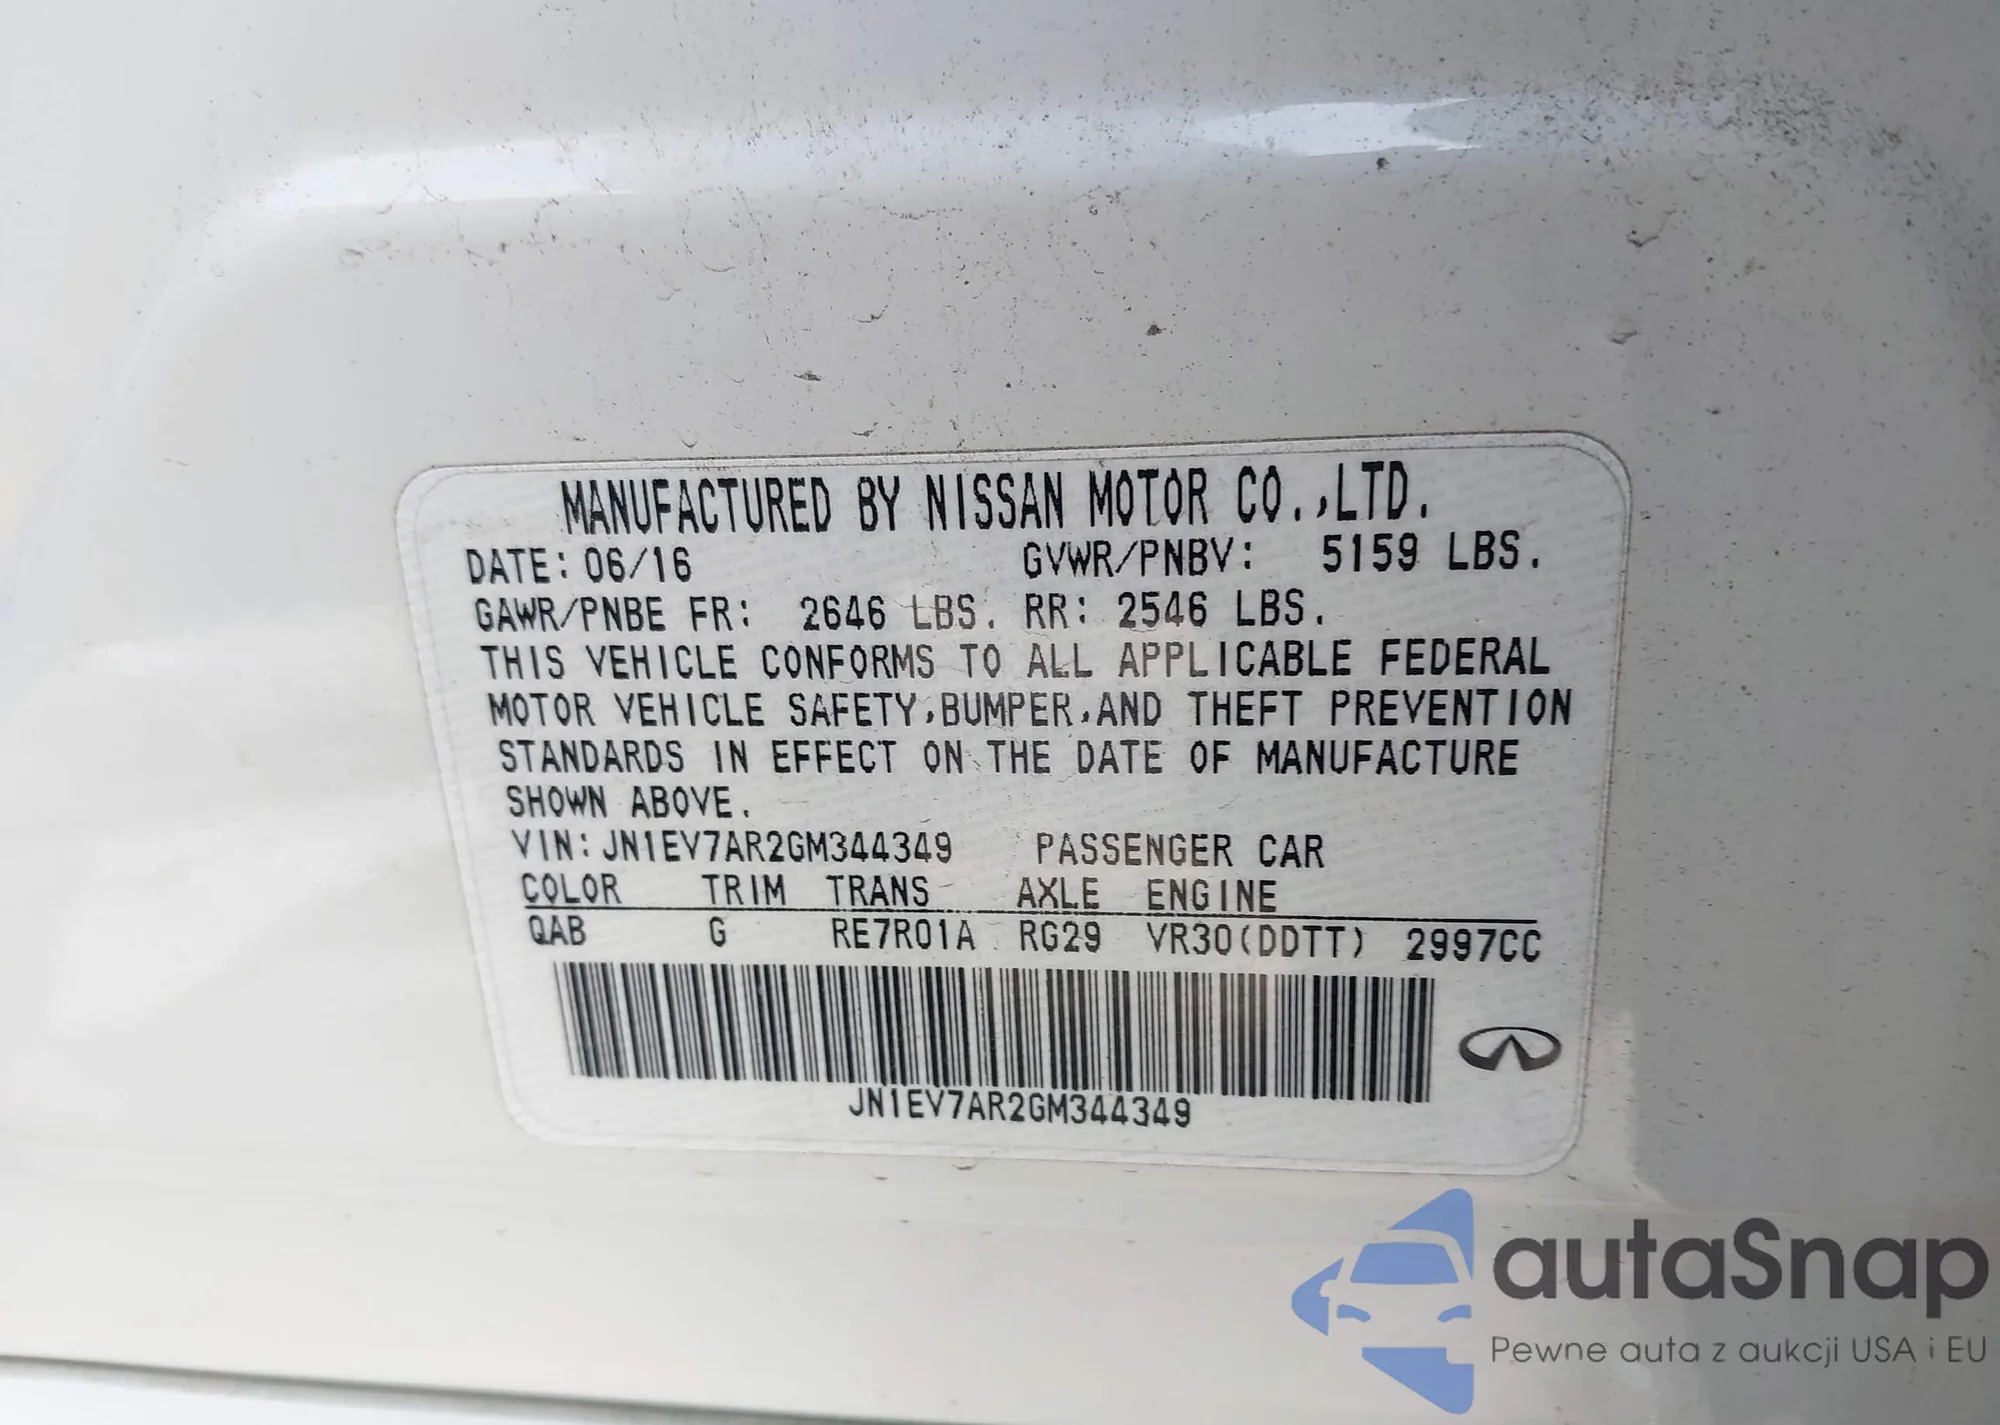 MANUFACTURED BY NISSAN MOTOR CO.,LTD.
DATE: 06/16 GVWR/PNBV: 5159 LBS.
GAWR/PNBE FR: 2646 LBS. RR: 2546 LBS.
THIS VEHICLE CONFORMS TO ALL APPLICABLE FEDERAL
MOTOR VEHICLE SAFETY,BUMPER,AND THEFT PREVENTION
STANDARDS IN EFFECT ON THE DATE OF MANUFACTURE
SHOWN ABOVE.
VIN:JN1EV7AR2GM344349 PASSENGER CAR
COLOR TRIM TRANS AXLE ENGINE
QAB G RE7R01A RG29 VR30(DDTT) 2997CC
JN1EV7AR2GM344349
autaSnap
Pewne auta z aukcji USA i EU